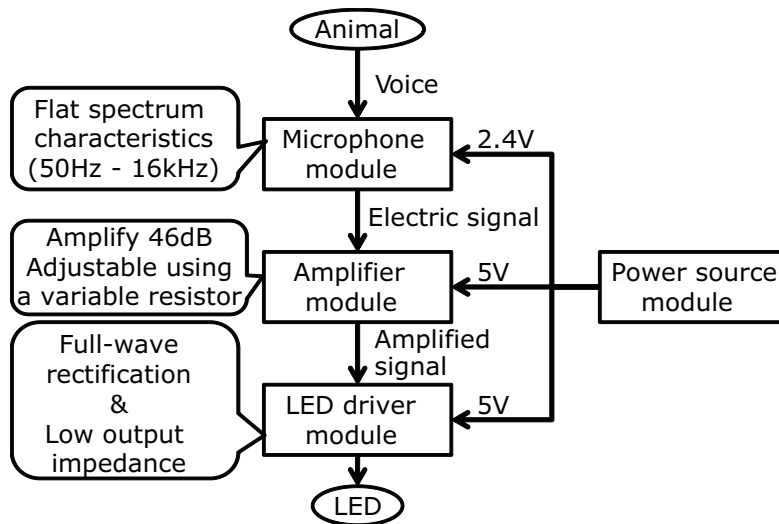 Animal
Voice
Flat spectrum
characteristics
(50Hz - 16kHz)
Microphone
module
2.4V
Electric signal
Amplify 46dB
Adjustable using
a variable resistor
Amplifier
module
5V
Power source
module
Amplified
signal
Full-wave
rectification
&
Low output
impedance
LED driver
module
5V
LED